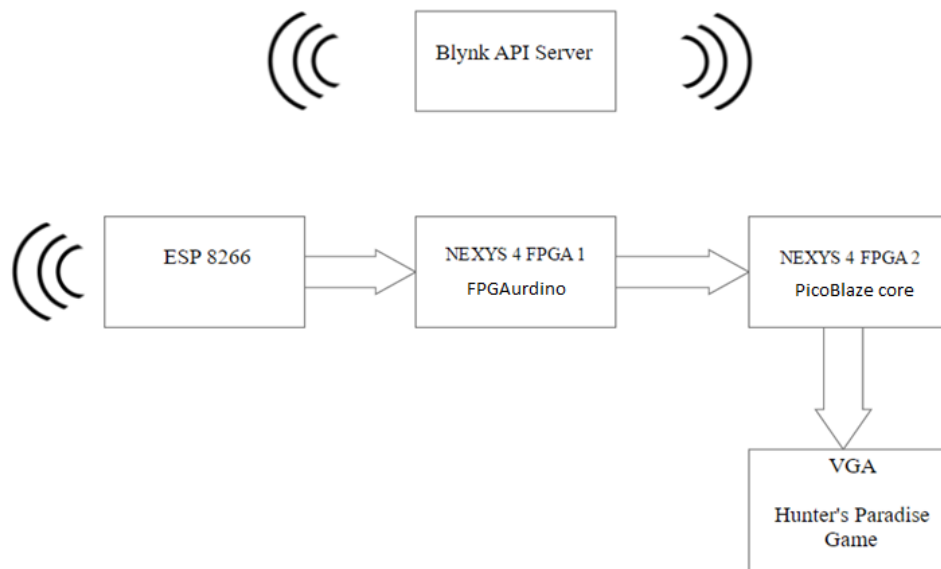 Blynk API Server
ESP 8266
NEXYS 4 FPGA 1
FPGAurdino
NEXYS 4 FPGA 2
PicoBlaze core
VGA
Hunter's Paradise
Game